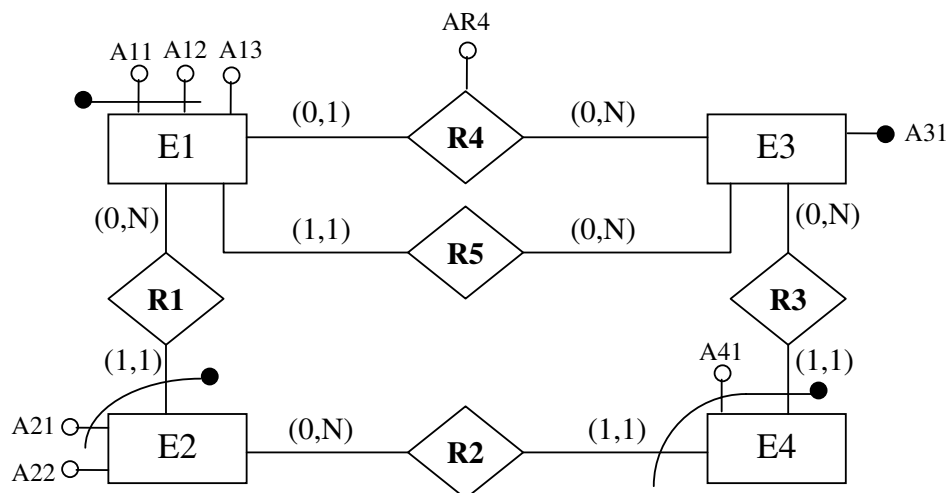 AR4
A11 A12 A13
(0,1) (0,N)
E1 R4 E3 A31
(0,N) (1,1) (0,N) (0,N)
R5
R1 R3
(1,1) A41 (1,1)
A21 (0,N) (1,1)
E2 R2 E4
A22